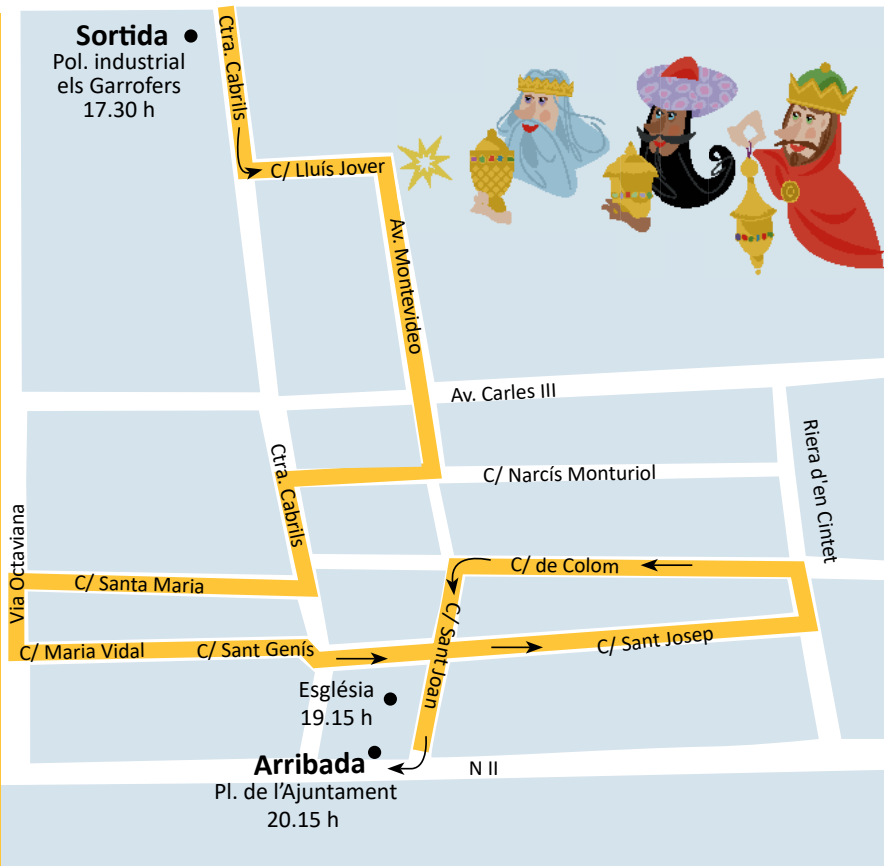 Sortida
Pol. industrial
els Garrofers
17.30 h
Ctra. Cabrils
C/ Lluís Jover
Av. Montevideo
Av. Carles III
Riera d'en Cintet
C/ Narcís Monturiol
Ctra. Cabrils
C/ de Colom
Via Octaviana
C/ Santa Maria
C/ Sant Joan
C/ Maria Vidal
C/ Sant Genís
C/ Sant Josep
Església
19.15 h
Arribada
Pl. de l'Ajuntament
20.15 h
N II